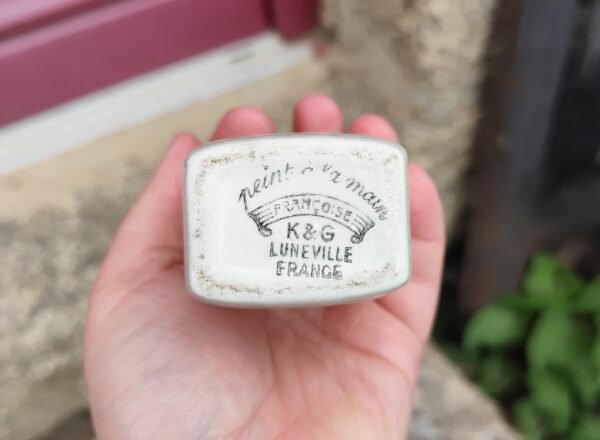 peint à la main
FRANÇOISE
K&G
LUNEVILLE
FRANCE